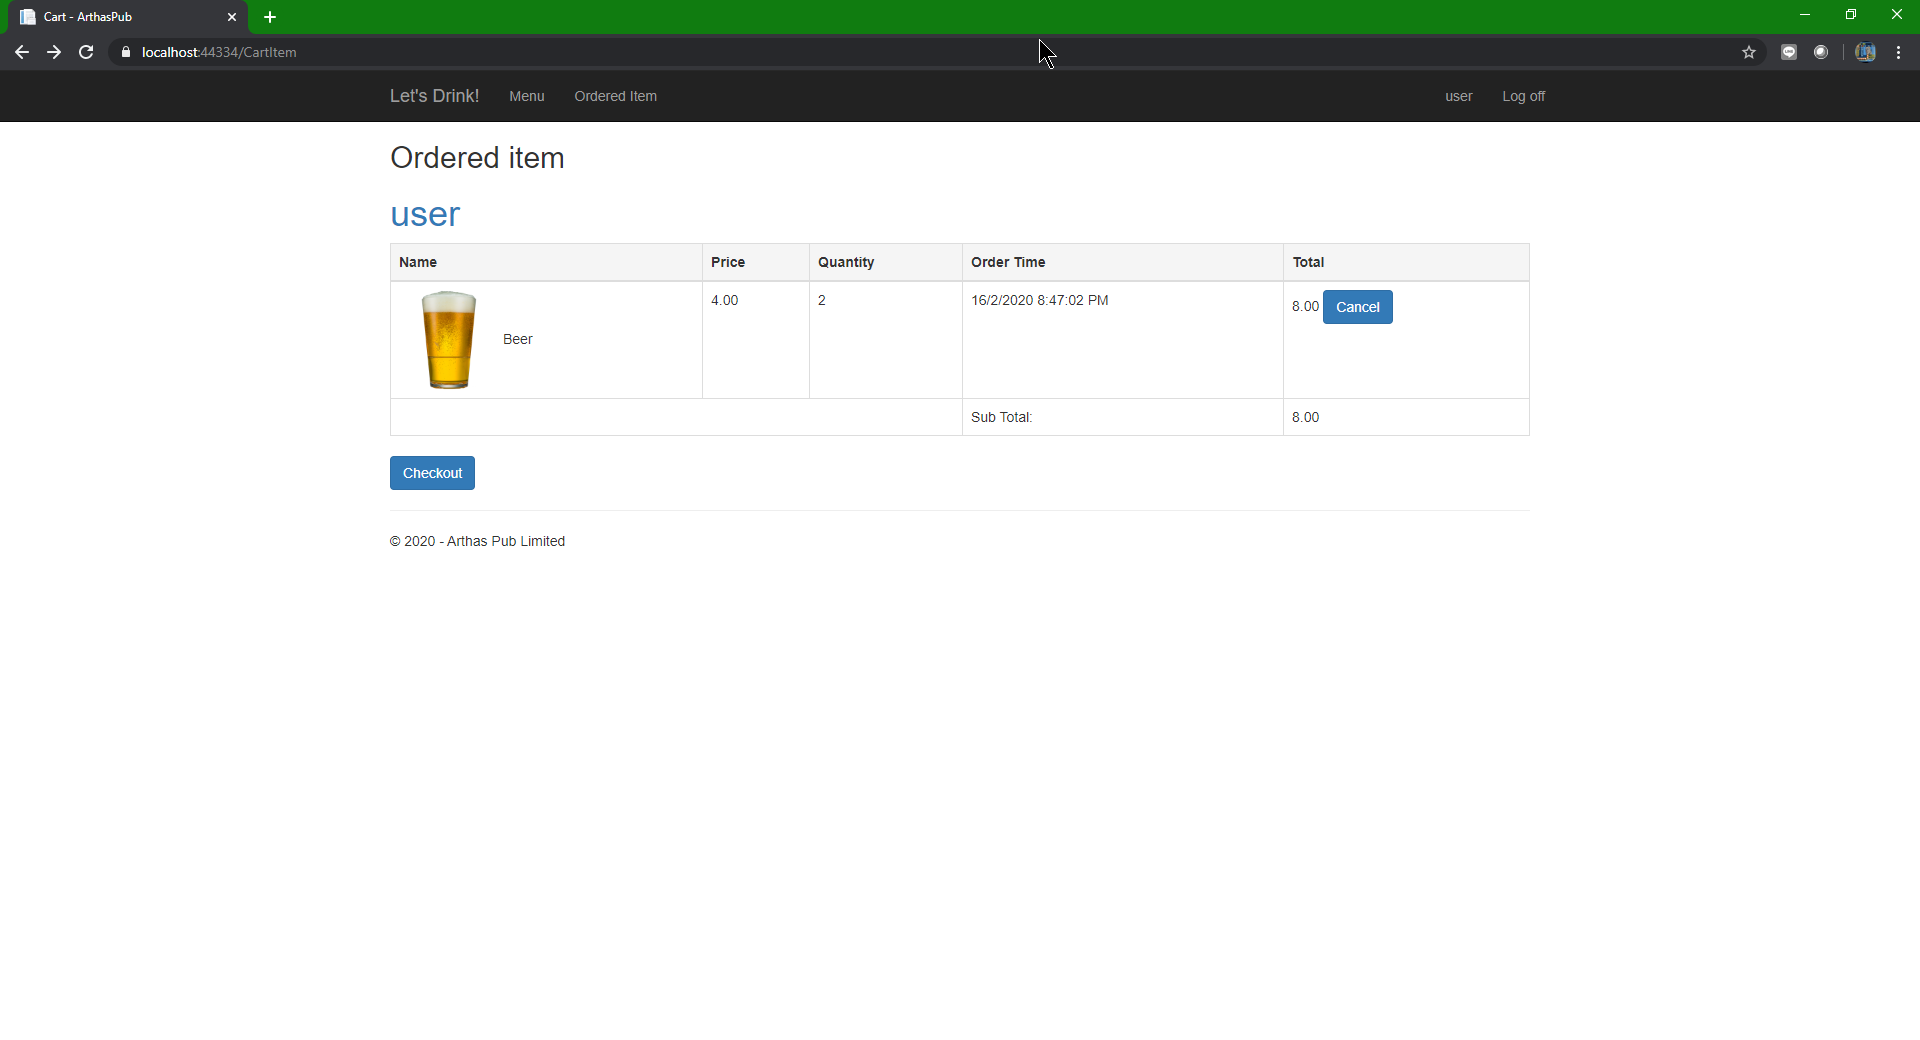 Cart - ArthasPub
localhost:44334/CartItem
Let's Drink! Menu Ordered Item user Log off
Ordered item
user
Name Price Quantity Order Time Total
Beer 4.00 2 16/2/2020 8:47:02 PM 8.00 Cancel
Sub Total: 8.00
Checkout
© 2020 - Arthas Pub Limited